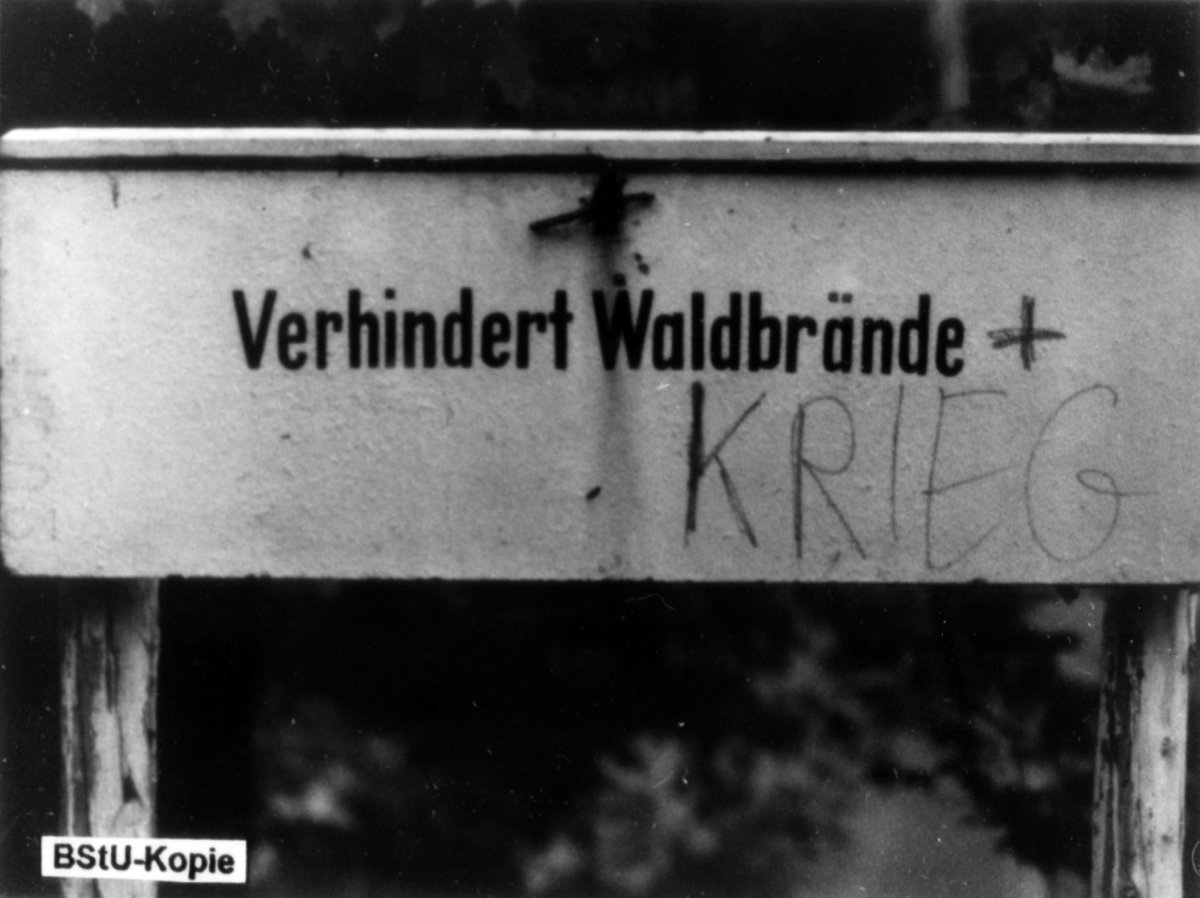 Verhindert Waldbrände +
KRIEG
BStU-Kopie